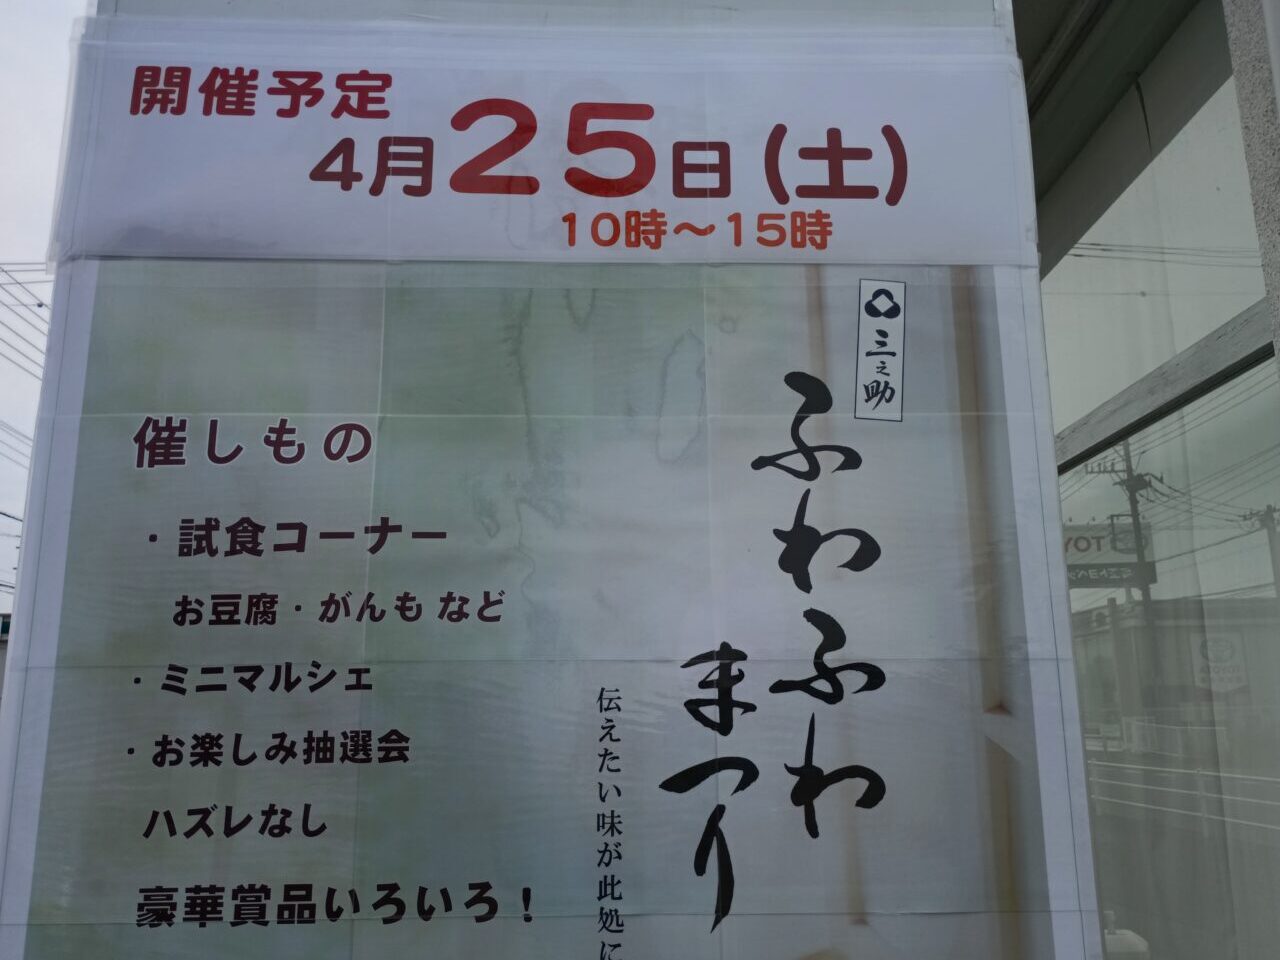 開催予定
4月25日(土)
10時～15時
三之助
ふわふわ
まつり
伝えたい味が此処に
催しもの
・試食コーナー
お豆腐・がんも など
・ミニマルシェ
・お楽しみ抽選会
ハズレなし
豪華賞品いろいろ！